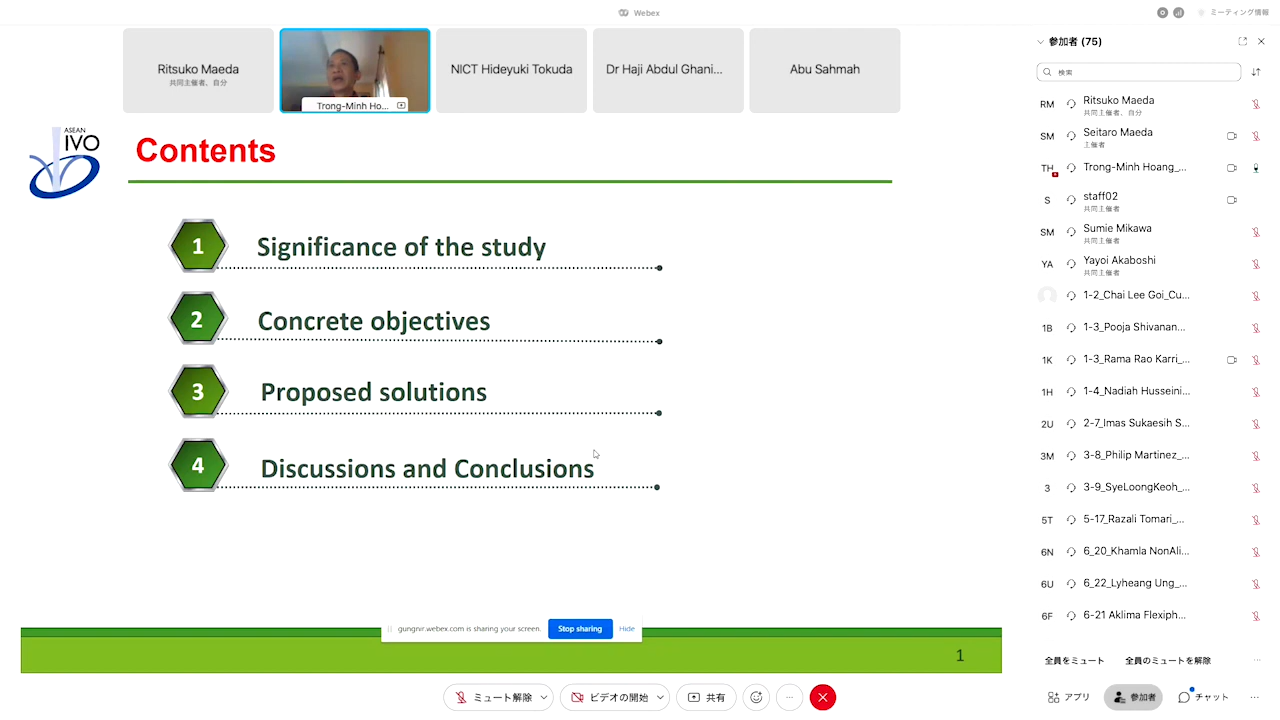 Webex
ミーティング情報
Ritsuko Maeda
共同主催者、自分
Trong-Minh Ho...
NICT Hideyuki Tokuda
Dr Haji Abdul Ghani...
Abu Sahmah
ASEAN
IVO
Contents
1 Significance of the study
2 Concrete objectives
3 Proposed solutions
4 Discussions and Conclusions
gungnir.webex.com is sharing your screen.
Stop sharing
Hide
1
ミュート解除
ビデオの開始
共有
参加者 (75)
検索
RM Ritsuko Maeda
共同主催者、自分
SM Seitaro Maeda
主催者
TH Trong-Minh Hoang_...
S staff02
共同主催者
SM Sumie Mikawa
共同主催者
YA Yayoi Akaboshi
共同主催者
1-2_Chai Lee Goi_Cu...
1B 1-3_Pooja Shivanan...
1K 1-3_Rama Rao Karri_...
1H 1-4_Nadiah Husseini...
2U 2-7_Imas Sukaesih S...
3M 3-8_Philip Martinez_...
3 3-9_SyeLoongKeoh_...
5T 5-17_Razali Tomari_...
6N 6_20_Khamla NonAli...
6U 6_22_Lyheang Ung_...
6F 6-21 Aklima Flexiph...
全員をミュート
全員のミュートを解除
アプリ
参加者
チャット